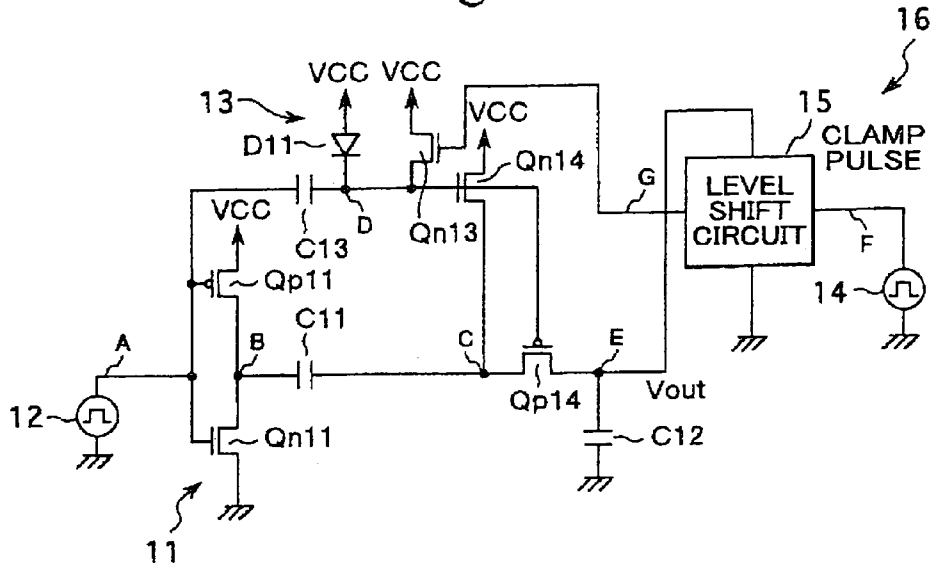 16
13
VCC
VCC
VCC
15
CLAMP
PULSE
D11
Qn14
LEVEL
SHIFT
CIRCUIT
G
D
Qn13
F
VCC
C13
14
Qp11
C11
A
B
C
E
12
Qp14
Vout
Qn11
C12
11